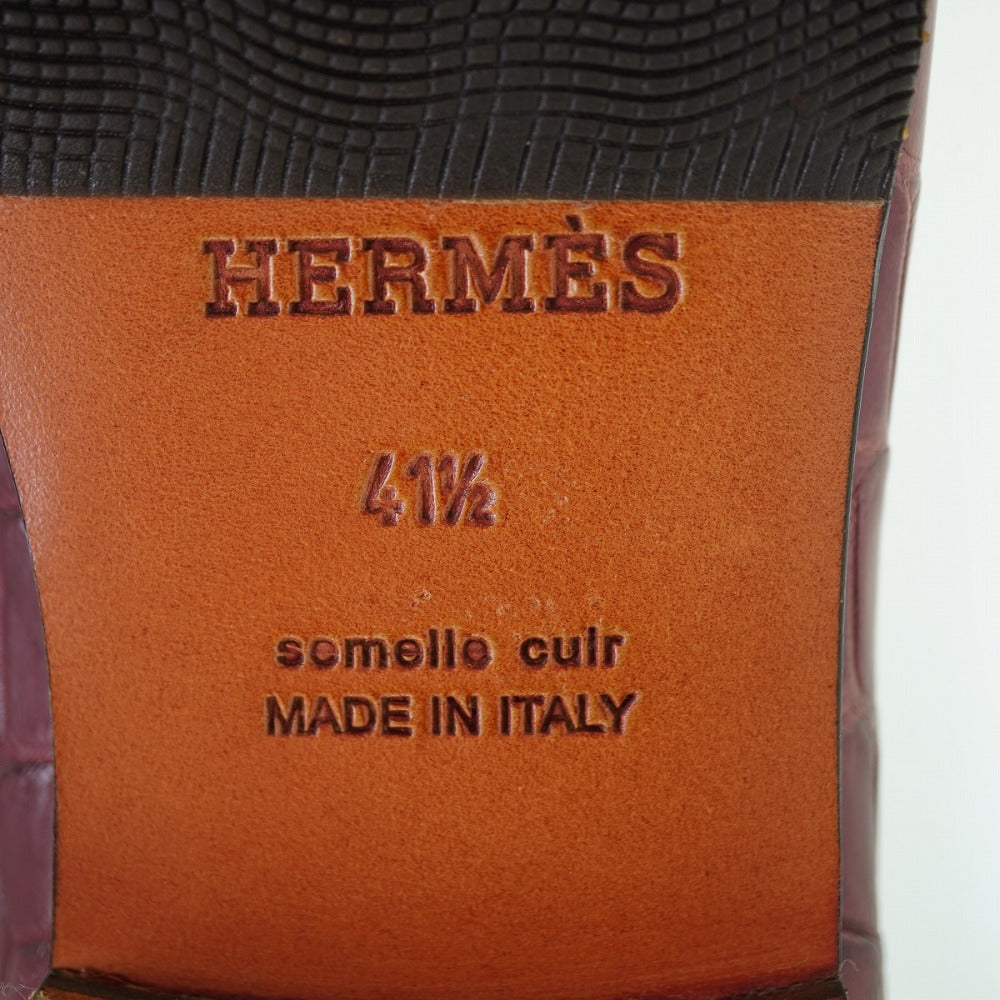 HERMÈS
41½
semelle cuir
MADE IN ITALY